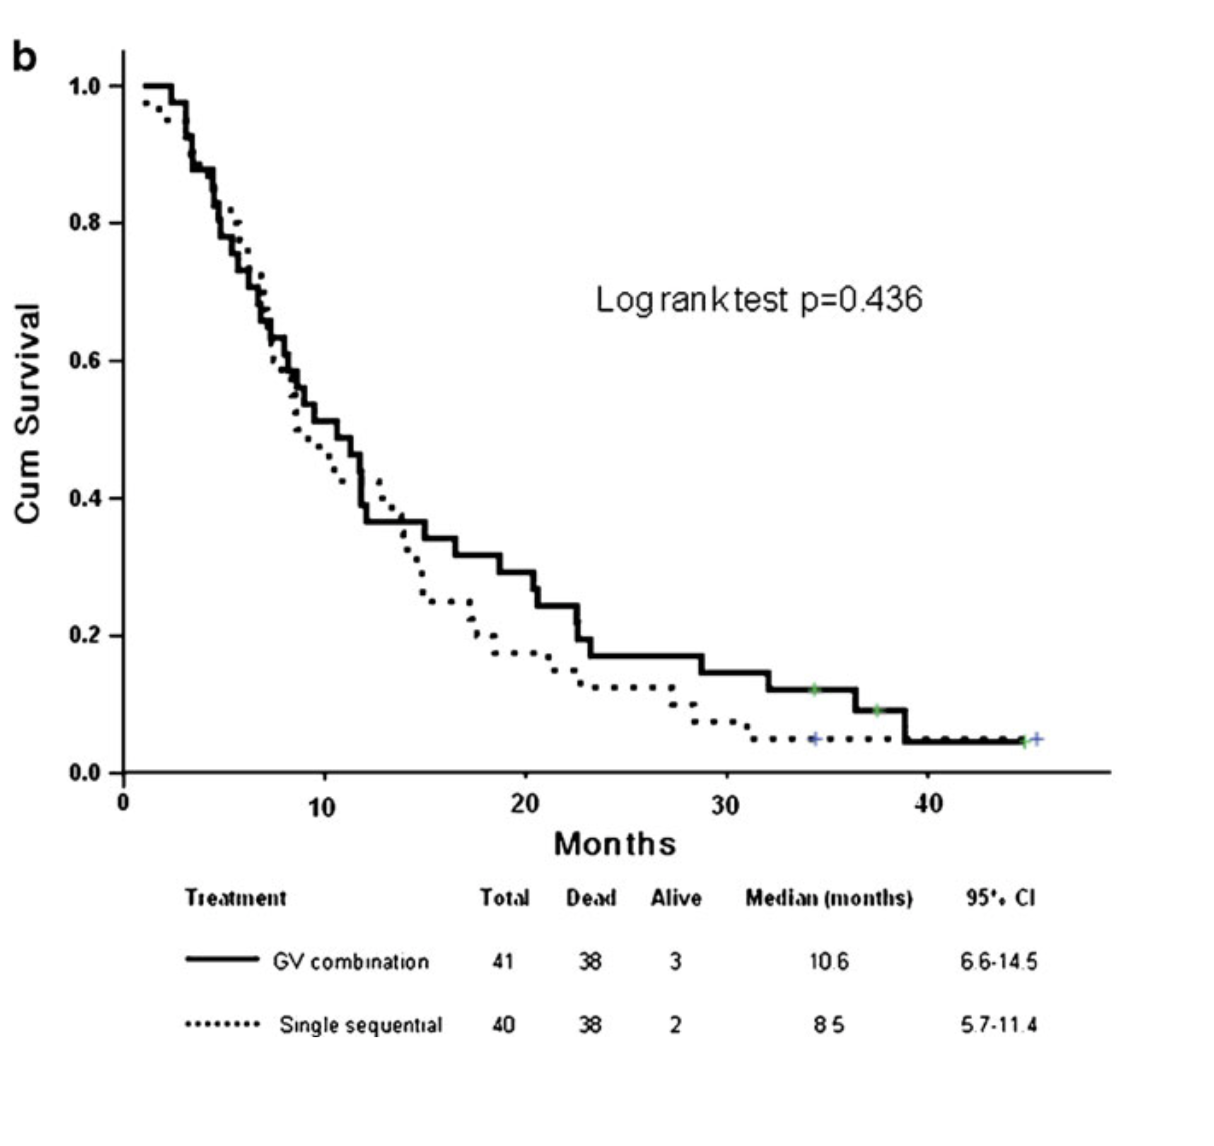 b
1.0
0.8
0.6
0.4
0.2
0.0
Cum Survival
Log rank test p=0.436
0 10 20 30 40
Months
Treatment Total Dead Alive Median (months) 95% CI
GV combination 41 38 3 10.6 6.6-14.5
Single sequential 40 38 2 8.5 5.7-11.4